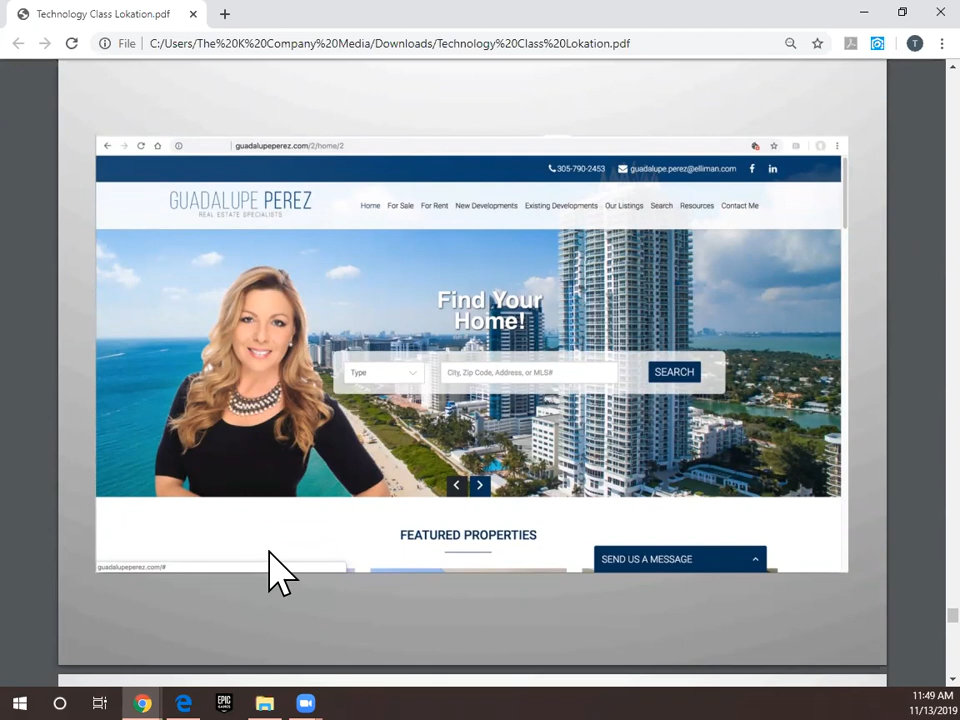 Technology Class Lokation.pdf
File C:/Users/The%20K%20Company%20Media/Downloads/Technology%20Class%20Lokation.pdf
T
guadalupeperez.com/2/home/2
305-790-2453 guadalupe.perez@elliman.com f in
GUADALUPE PEREZ
REAL ESTATE SPECIALISTS
Home For Sale For Rent New Developments Existing Developments Our Listings Search Resources Contact Me
Find Your
Home!
Type City, Zip Code, Address, or MLS# SEARCH
FEATURED PROPERTIES
SEND US A MESSAGE
guadalupeperez.com/#
EPIC
GAMES
11:49 AM
11/13/2019